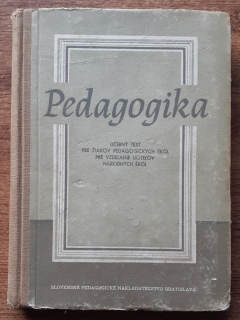 Pedagogika
UČEBNÝ TEXT
PRE ŽIAKOV PEDAGOGICKÝCH ŠKÔL
PRE VZDELANIE UČITEĽOV
NÁRODNÝCH ŠKÔL
SLOVENSKÉ PEDAGOGICKÉ NAKLADATEĽSTVO BRATISLAVA